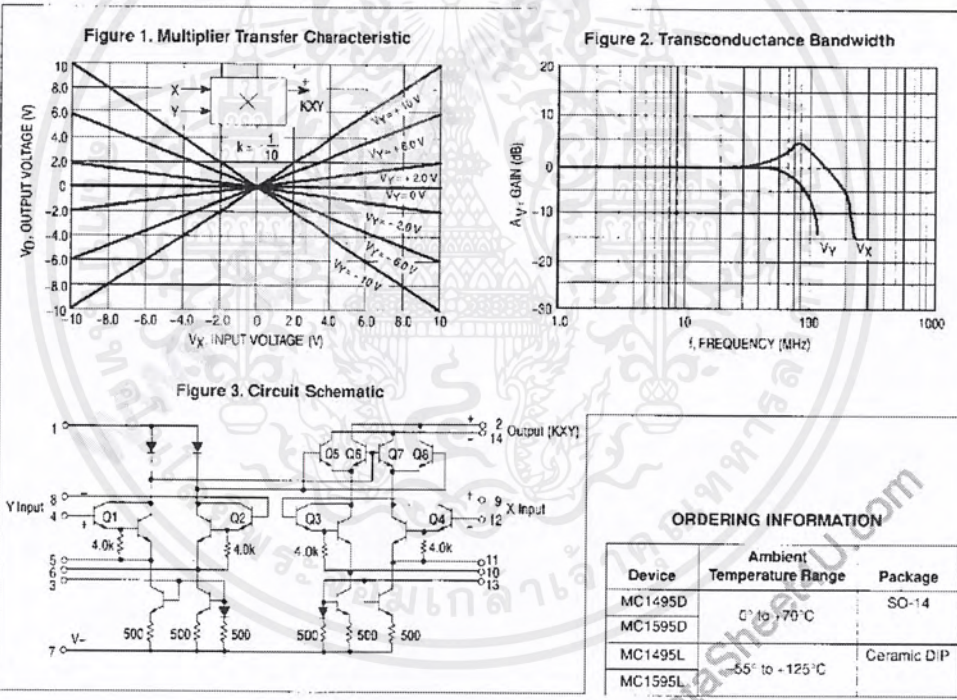 Figure 1. Multiplier Transfer Characteristic
VO, OUTPUT VOLTAGE (V)
10
8.0
6.0
4.0
2.0
0
-2.0
-4.0
-6.0
-8.0
-10
-10 -8.0 -6.0 -4.0 -2.0 0 2.0 4.0 6.0 8.0 10
VX, INPUT VOLTAGE (V)
X
Y
+
KXY
k = 1/10
VY = +10 V
VY = +6.0 V
VY = +2.0 V
VY = 0 V
VY = -2.0 V
VY = -6.0 V
VY = -10 V
Figure 2. Transconductance Bandwidth
AV, GAIN (dB)
20
10
0
-10
-20
-30
1.0 10 100 1000
f, FREQUENCY (MHz)
VY VX
Figure 3. Circuit Schematic
1
+ 2 Output (KXY)
- 14
Q5 Q6 Q7 Q8
Y Input
8 -
4 +
Q1 Q2 Q3 Q4
+ 9
- 12
X Input
4.0k 4.0k 4.0k 4.0k
5
6
3
11
10
13
500 500 500 500 500 500
7 V-
ORDERING INFORMATION
Device Ambient Temperature Range Package
MC1495D 0° to +70°C SO-14
MC1595D
MC1495L -55° to +125°C Ceramic DIP
MC1595L